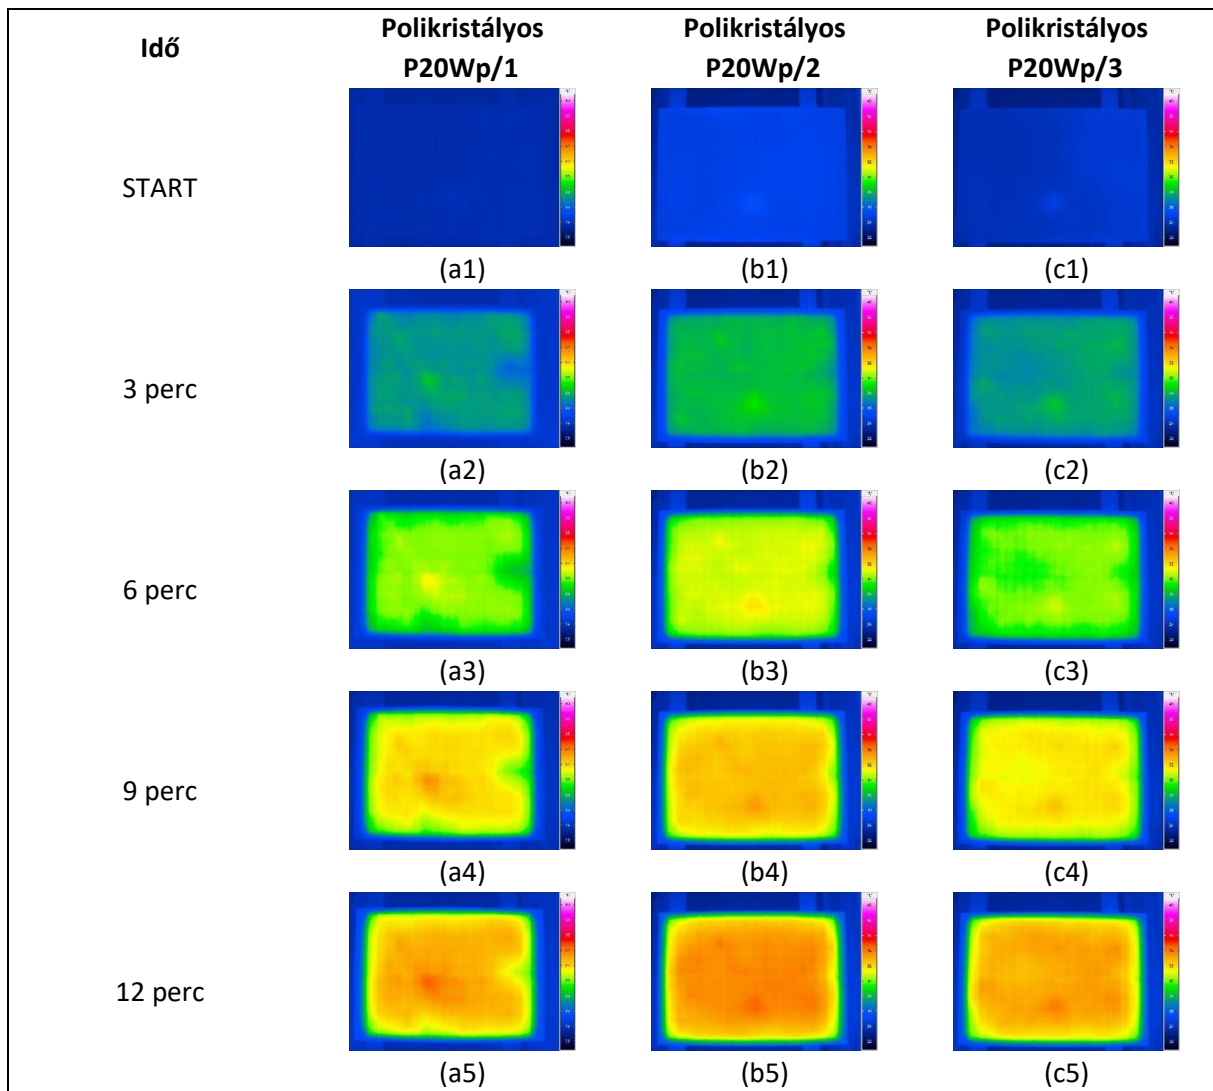 Idő
Polikristályos
P20Wp/1
Polikristályos
P20Wp/2
Polikristályos
P20Wp/3
START
(a1)
(b1)
(c1)
3 perc
(a2)
(b2)
(c2)
6 perc
(a3)
(b3)
(c3)
9 perc
(a4)
(b4)
(c4)
12 perc
(a5)
(b5)
(c5)